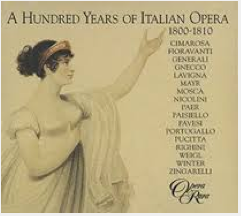 A HUNDRED YEARS OF ITALIAN OPERA
1800-1810
CIMAROSA
FIORAVANTI
GENERALI
GNECCO
LAVIGNA
MAYR
MOSCA
NICOLINI
PAER
PAISIELLO
PAVESI
PORTOGALLO
PUCITTA
RIGHINI
WEIGL
WINTER
ZINGARELLI
Opera
Rara